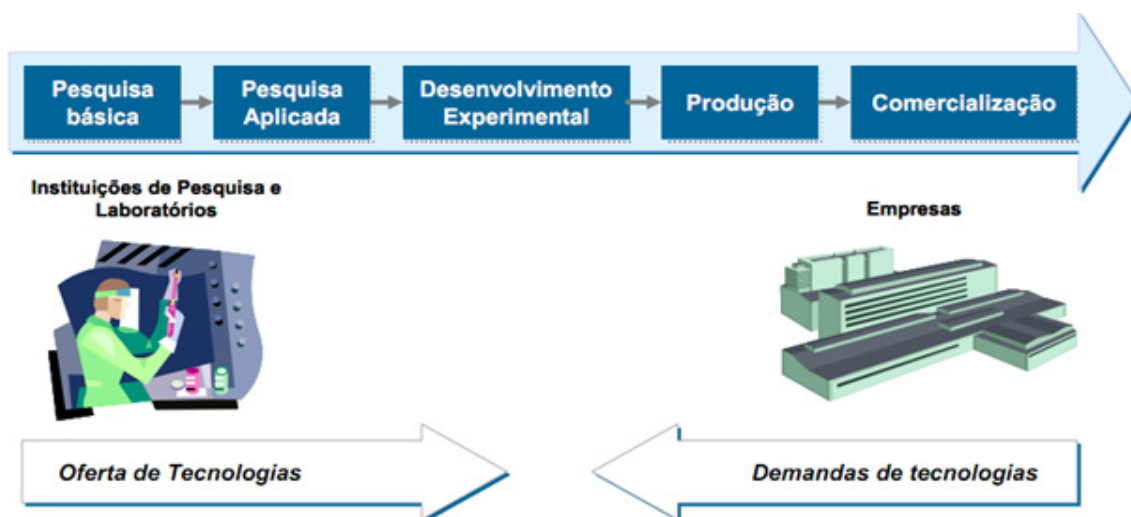 Pesquisa
básica
Pesquisa
Aplicada
Desenvolvimento
Experimental
Produção
Comercialização
Instituições de Pesquisa e
Laboratórios
Empresas
Oferta de Tecnologias
Demandas de tecnologias